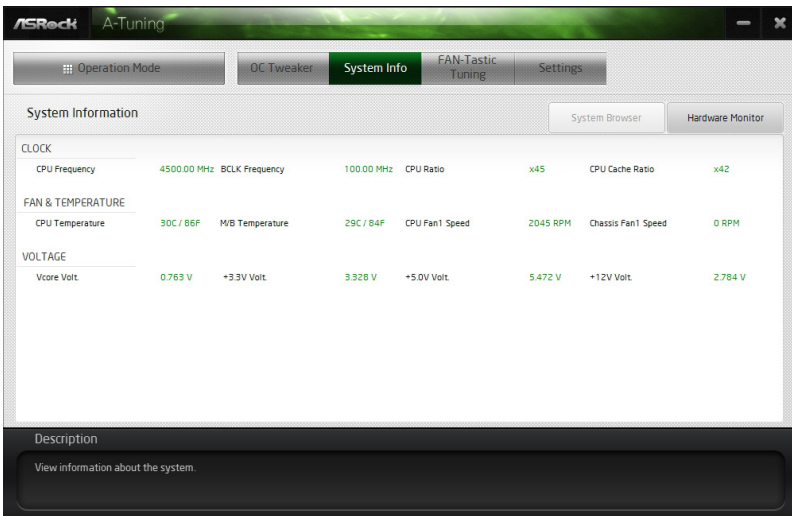 ASRock A-Tuning
Operation Mode OC Tweaker System Info FAN-Tastic Tuning Settings
System Information System Browser Hardware Monitor
CLOCK
CPU Frequency 4500.00 MHz BCLK Frequency 100.00 MHz CPU Ratio x45 CPU Cache Ratio x42
FAN & TEMPERATURE
CPU Temperature 30C / 86F M/B Temperature 29C / 84F CPU Fan1 Speed 2045 RPM Chassis Fan1 Speed 0 RPM
VOLTAGE
Vcore Volt. 0.763 V +3.3V Volt. 3.328 V +5.0V Volt. 5.472 V +12V Volt. 2.784 V
Description
View information about the system.